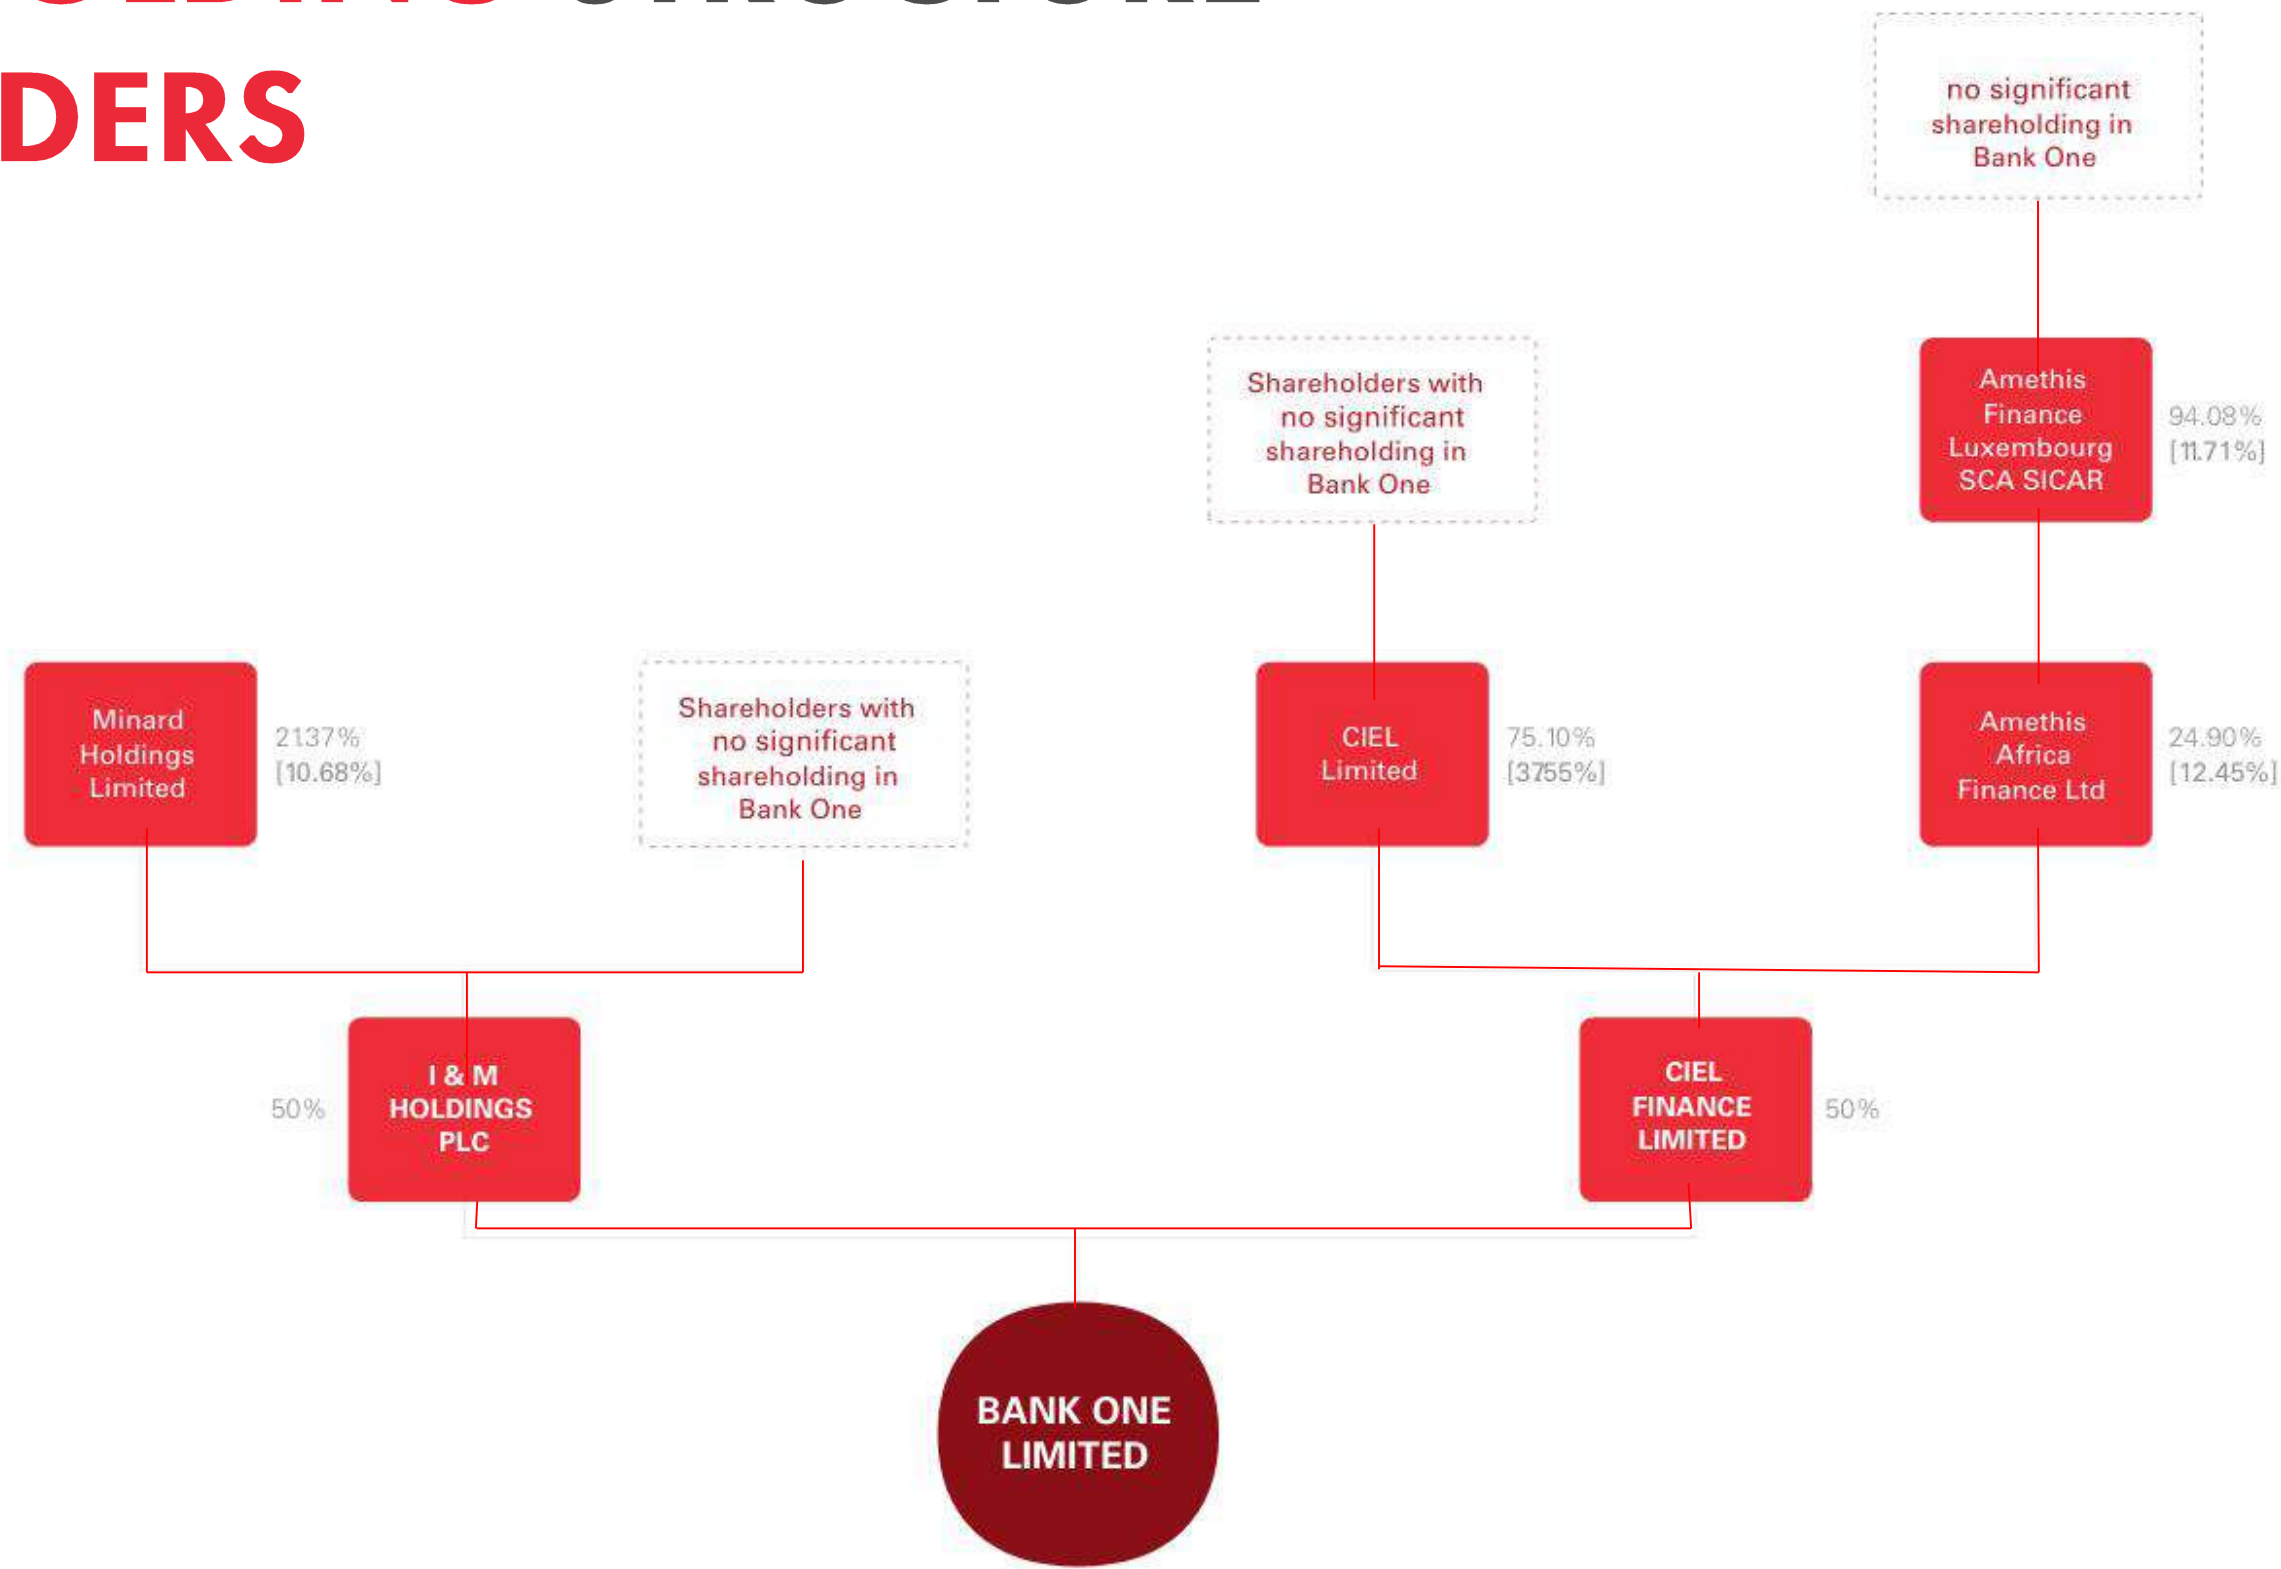 DERS
no significant
shareholding in
Bank One
Shareholders with
no significant
shareholding in
Bank One
Amethis
Finance
Luxembourg
SCA SICAR
94.08%
[11.71%]
Minard
Holdings
Limited
21.37%
[10.68%]
Shareholders with
no significant
shareholding in
Bank One
CIEL
Limited
75.10%
[37.55%]
Amethis
Africa
Finance Ltd
24.90%
[12.45%]
50%
I & M
HOLDINGS
PLC
CIEL
FINANCE
LIMITED
50%
BANK ONE
LIMITED